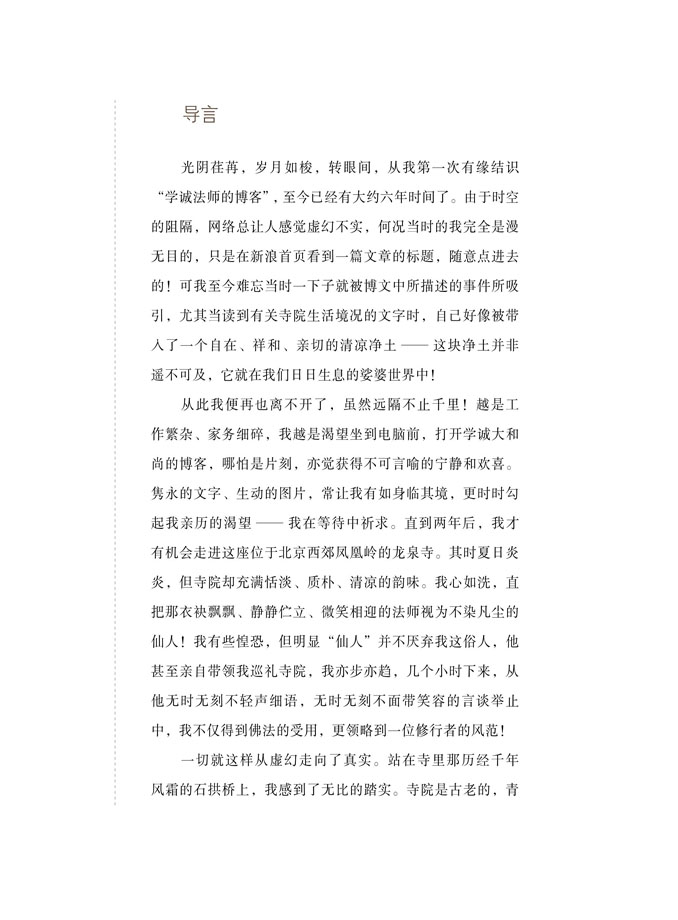 导言
光阴荏苒，岁月如梭，转眼间，从我第一次有缘结识
“学诚法师的博客”，至今已经有大约六年时间了。由于时空
的阻隔，网络总让人感觉虚幻不实，何况当时的我完全是漫
无目的，只是在新浪首页看到一篇文章的标题，随意点进去
的！可我至今难忘当时一下子就被博文中所描述的事件所吸
引，尤其当读到有关寺院生活境况的文字时，自己好像被带
入了一个自在、祥和、亲切的清凉净土 —— 这块净土并非
遥不可及，它就在我们日日生息的娑婆世界中！
从此我便再也离不开了，虽然远隔不止千里！越是工
作繁杂、家务细碎，我越是渴望坐到电脑前，打开学诚大和
尚的博客，哪怕是片刻，亦觉获得不可言喻的宁静和欢喜。
隽永的文字、生动的图片，常让我有如身临其境，更时时勾
起我亲历的渴望 —— 我在等待中祈求。直到两年后，我才
有机会走进这座位于北京西郊凤凰岭的龙泉寺。其时夏日炎
炎，但寺院却充满恬淡、质朴、清凉的韵味。我心如洗，直
把那衣袂飘飘、静静伫立、微笑相迎的法师视为不染凡尘的
仙人！我有些惶恐，但明显“仙人”并不厌弃我这俗人，他
甚至亲自带领我巡礼寺院，我亦步亦趋，几个小时下来，从
他无时无刻不轻声细语，无时无刻不面带笑容的言谈举止
中，我不仅得到佛法的受用，更领略到一位修行者的风范！
一切就这样从虚幻走向了真实。站在寺里那历经千年
风霜的石拱桥上，我感到了无比的踏实。寺院是古老的，青